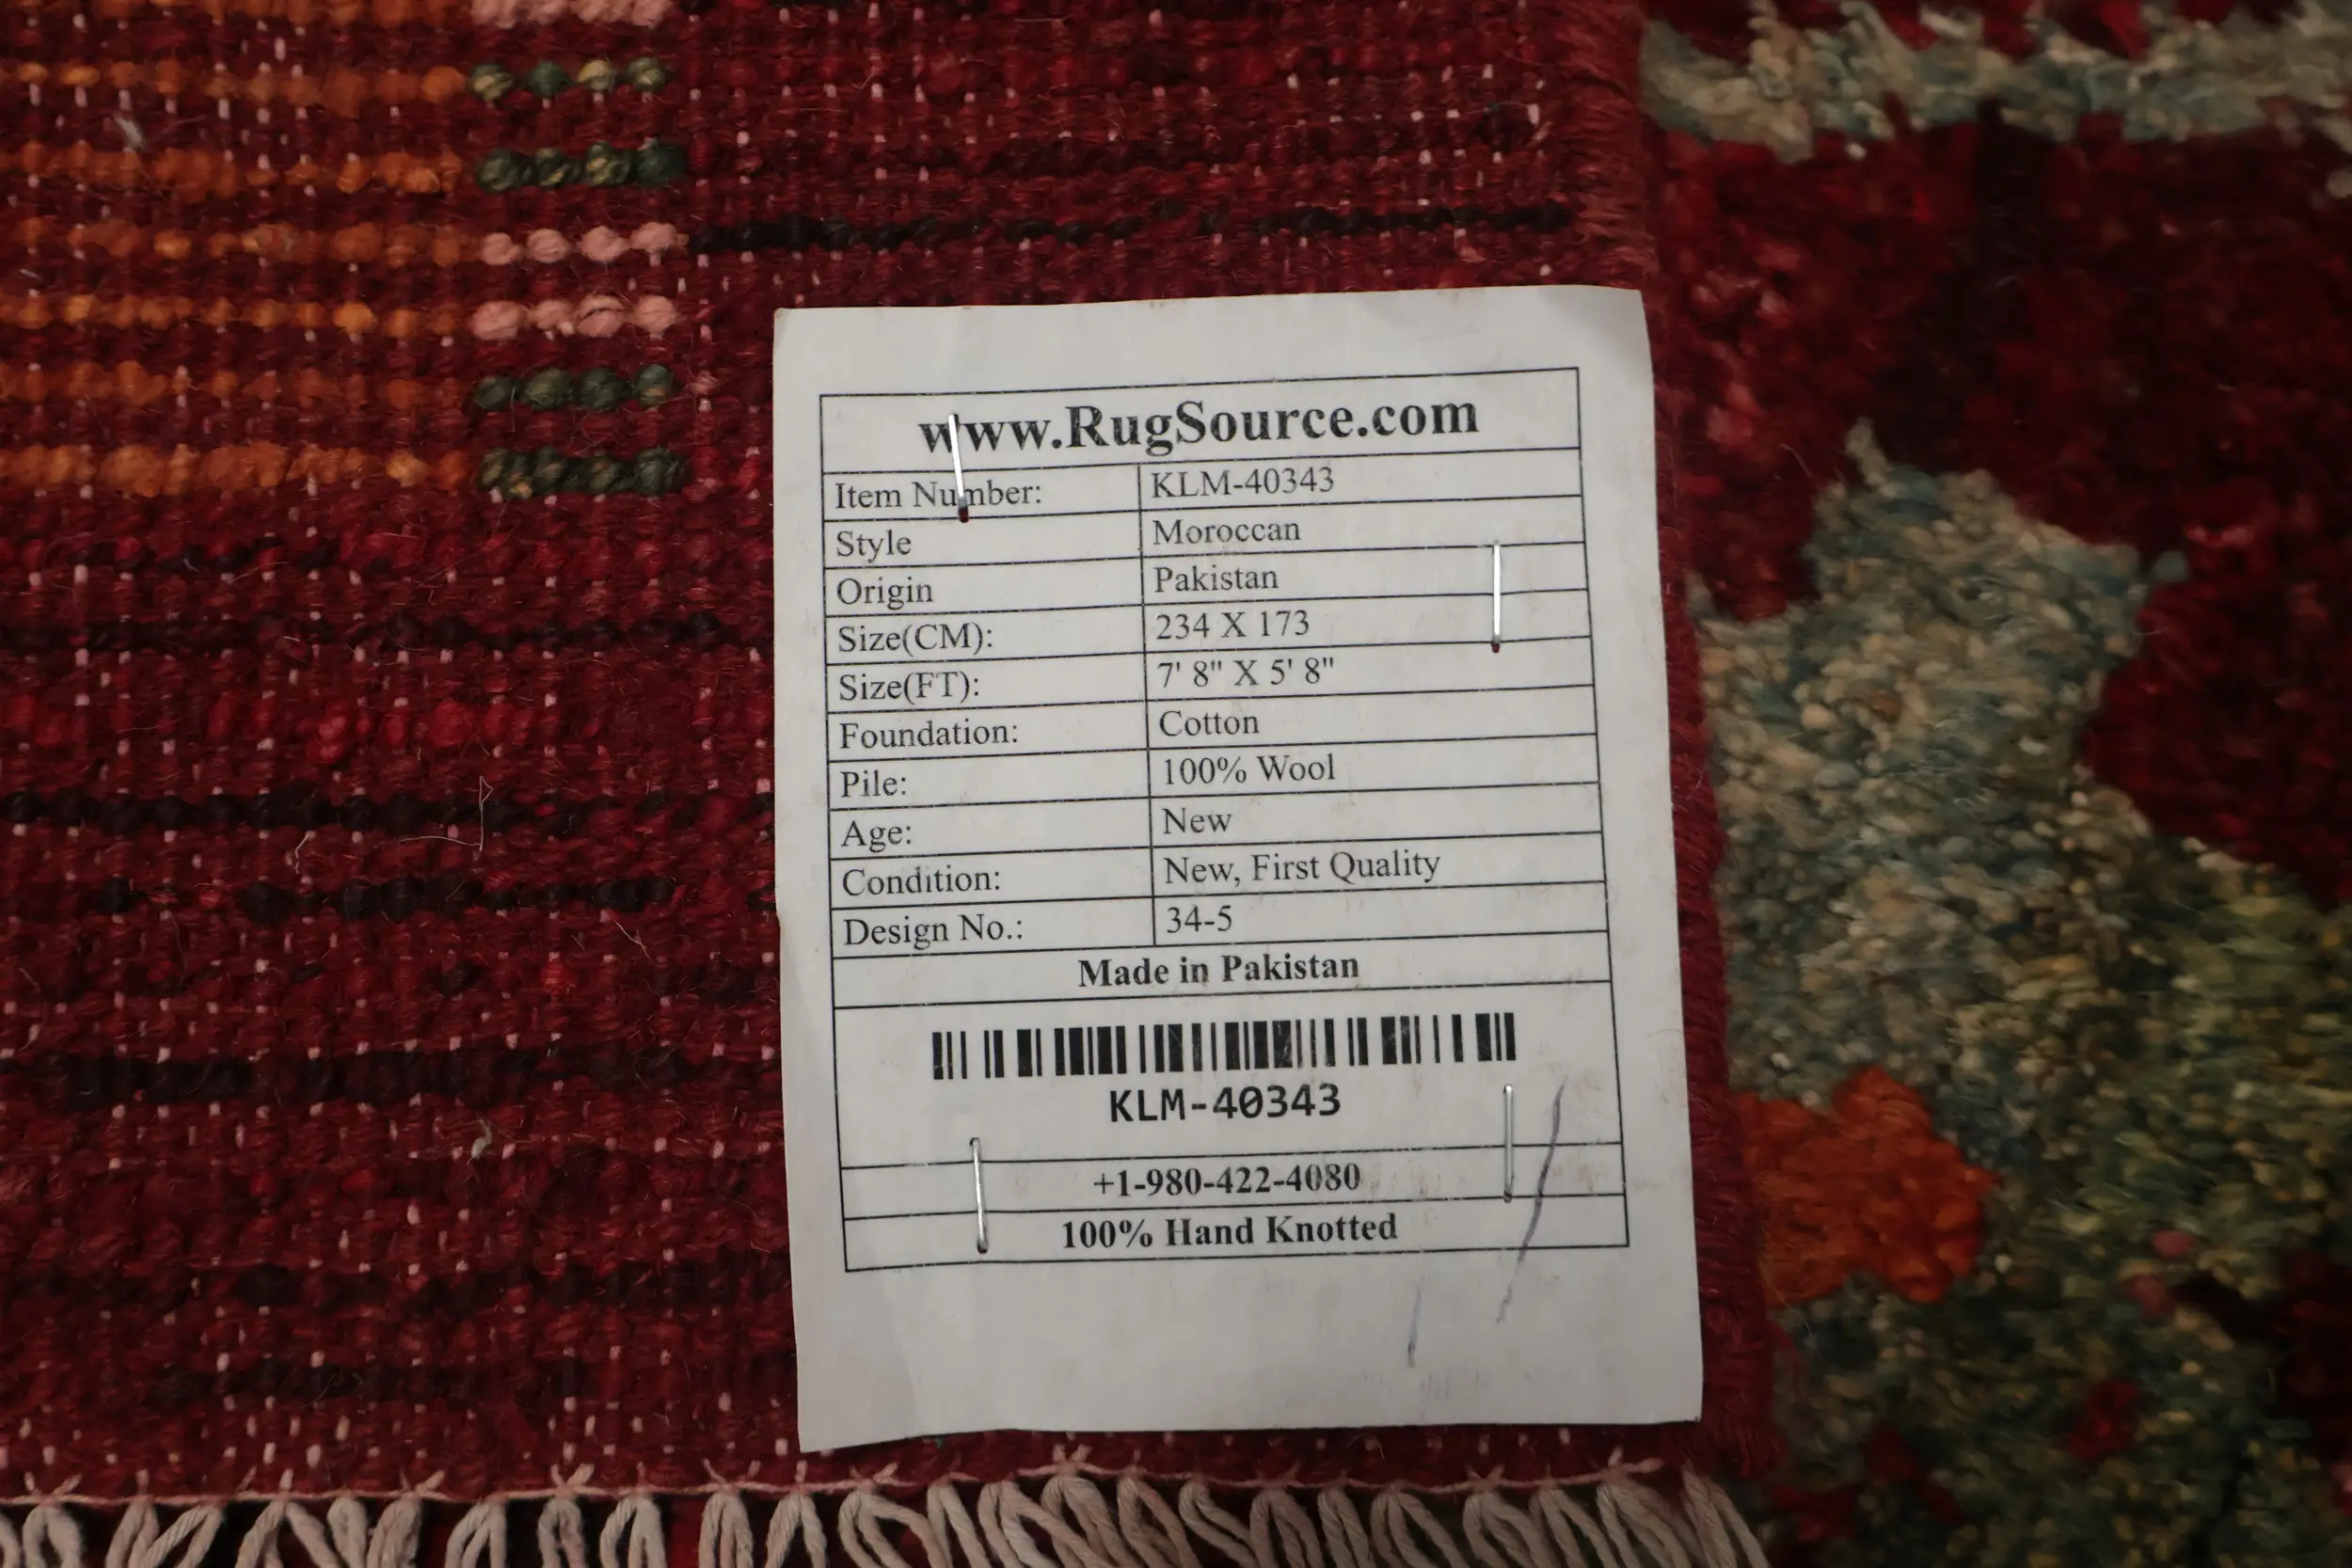 www.RugSource.com
Item Number: KLM-40343
Style Moroccan
Origin Pakistan
Size(CM): 234 X 173
Size(FT): 7' 8" X 5' 8"
Foundation: Cotton
Pile: 100% Wool
Age: New
Condition: New, First Quality
Design No.: 34-5
Made in Pakistan
KLM-40343
+1-980-422-4080
100% Hand Knotted